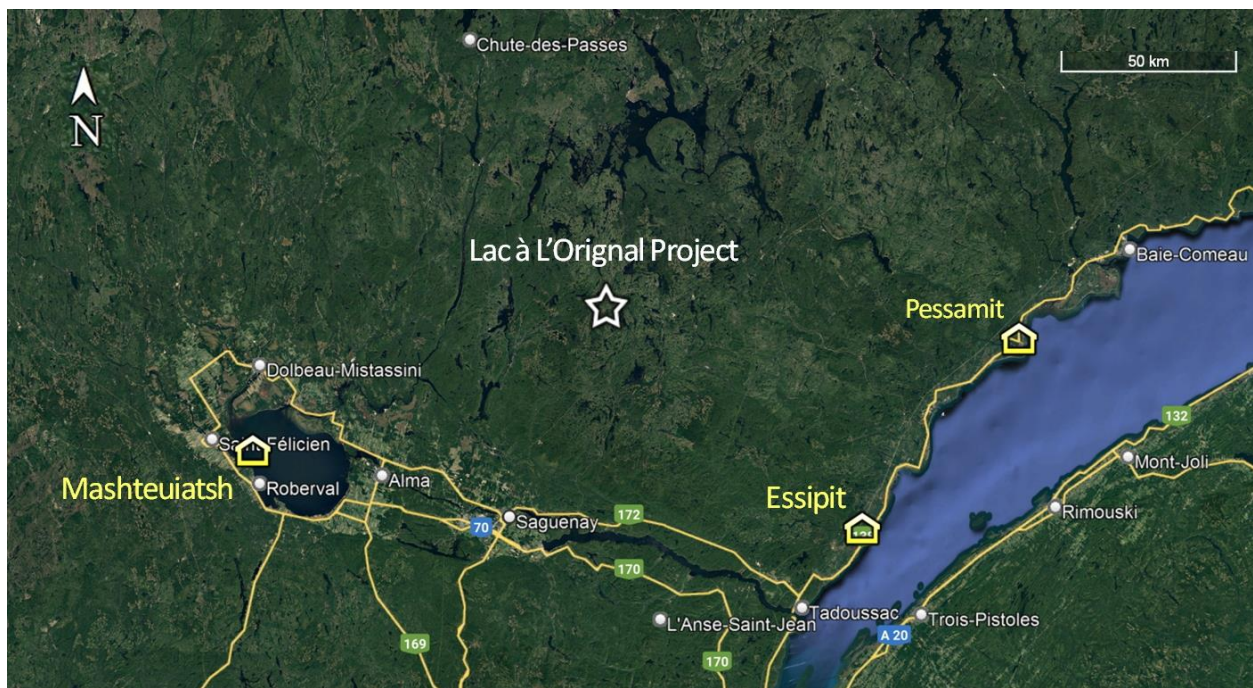 Chute-des-Passes
50 km
N
Lac à L'Orignal Project
Baie-Comeau
Pessamit
Dolbeau-Mistassini
132
Saint-Félicien
Mont-Joli
Mashteuiatsh
Roberval
Alma
Essipit
Rimouski
70
Saguenay
172
170
Tadoussac
L'Anse-Saint-Jean
A 20
Trois-Pistoles
169
170